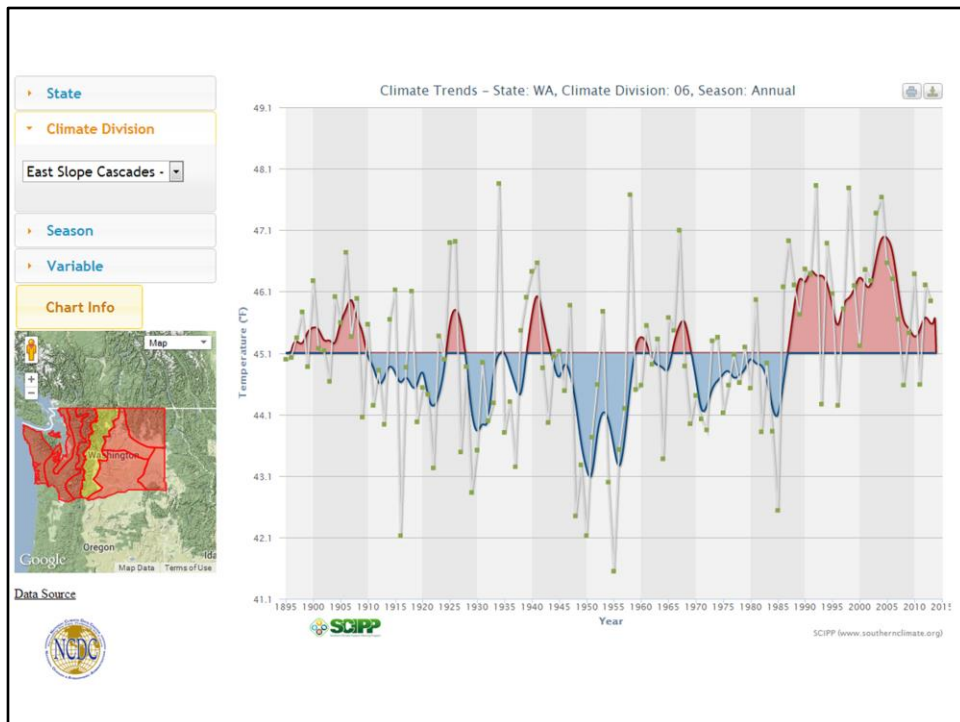 State
Climate Division
East Slope Cascades -
Season
Variable
Chart Info
Map
+
−
Washington
Oregon
Ida
Google
Map Data
Terms of Use
Data Source
NCDC
Climate Trends – State: WA, Climate Division: 06, Season: Annual
Temperature (°F)
49.1
48.1
47.1
46.1
45.1
44.1
43.1
42.1
41.1
1895 1900 1905 1910 1915 1920 1925 1930 1935 1940 1945 1950 1955 1960 1965 1970 1975 1980 1985 1990 1995 2000 2005 2010 201
Year
SCIPP
SCIPP (www.southernclimate.org)